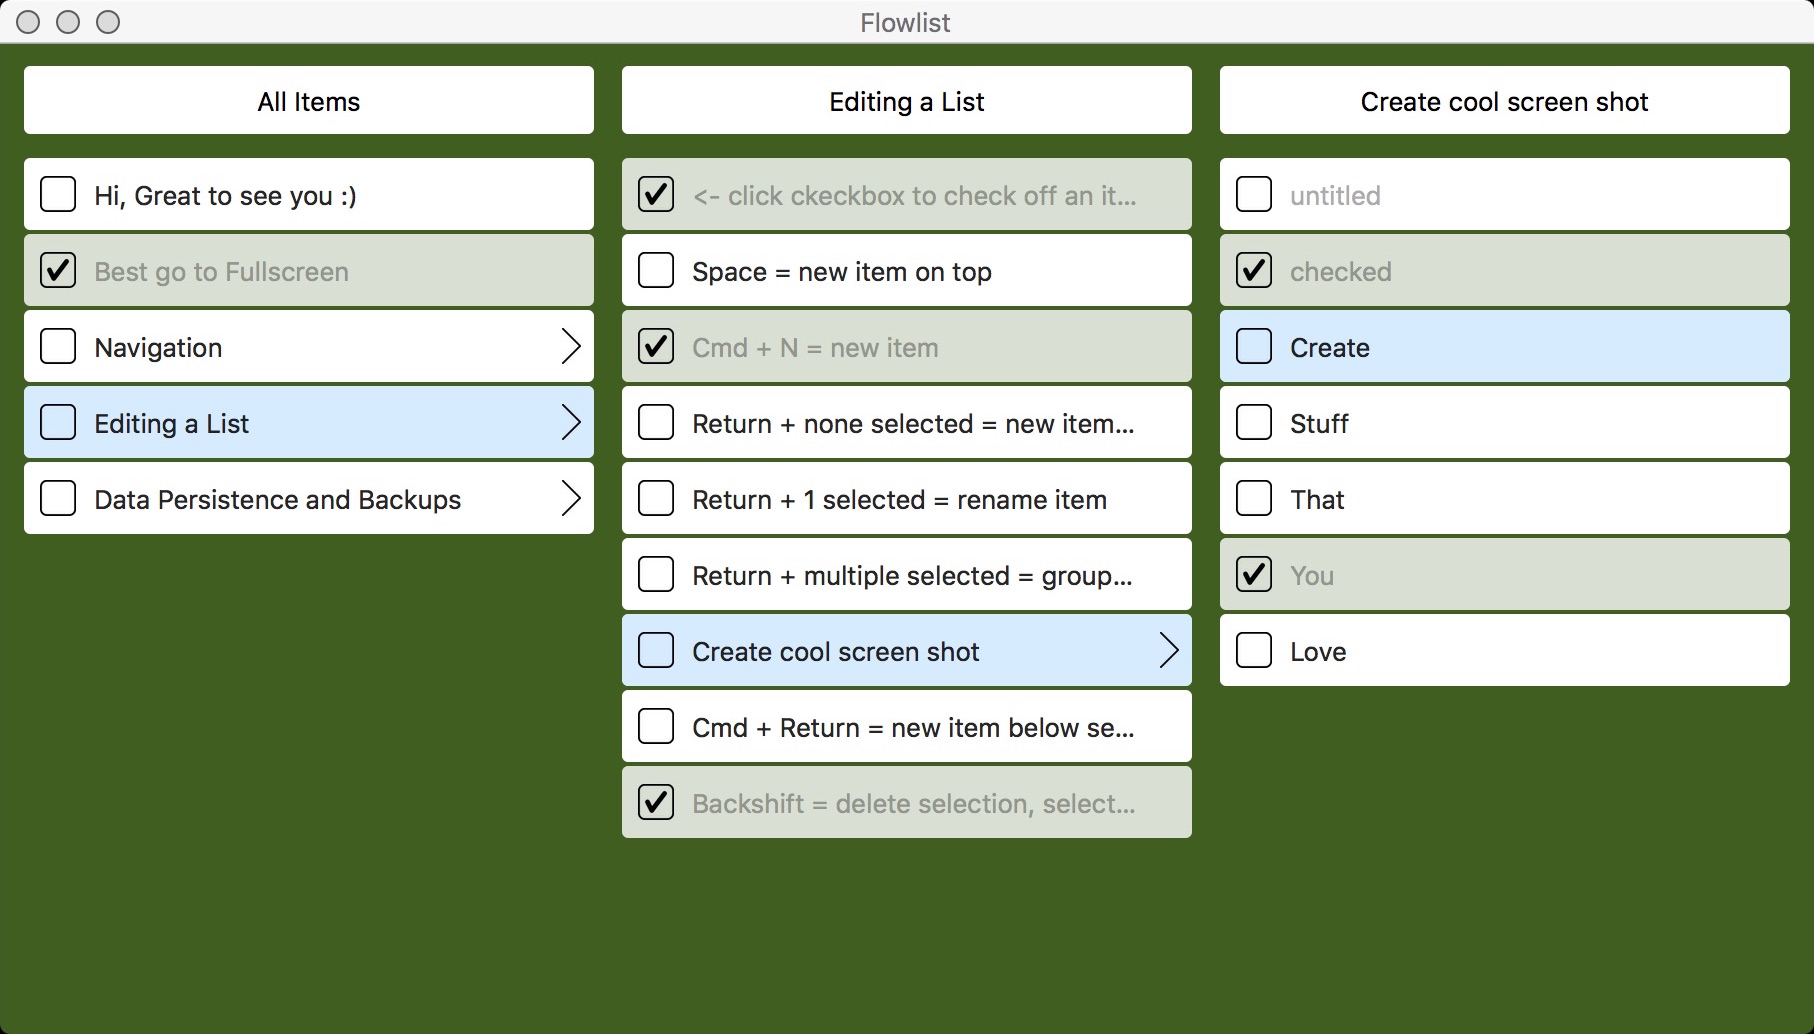 Flowlist
All Items
Hi, Great to see you :)
Best go to Fullscreen
Navigation
Editing a List
Data Persistence and Backups
Editing a List
<- click ckeckbox to check off an it...
Space = new item on top
Cmd + N = new item
Return + none selected = new item...
Return + 1 selected = rename item
Return + multiple selected = group...
Create cool screen shot
Cmd + Return = new item below se...
Backshift = delete selection, select...
Create cool screen shot
untitled
checked
Create
Stuff
That
You
Love